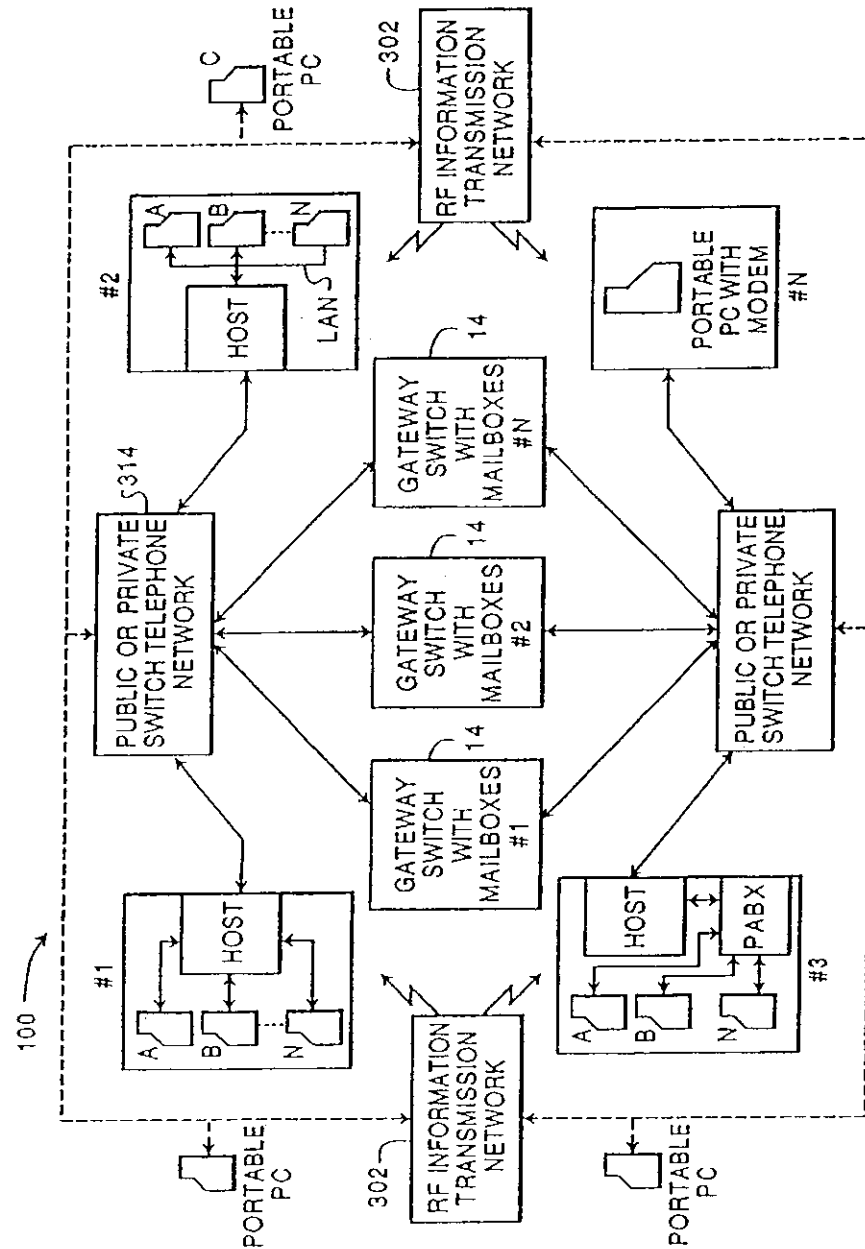 100
PORTABLE
PC
C
PORTABLE
PC
#1
A
B
N
HOST
PUBLIC OR PRIVATE
SWITCH TELEPHONE
NETWORK
314
#2
HOST
LAN
A
B
N
302
RF INFORMATION
TRANSMISSION
NETWORK
14
GATEWAY
SWITCH
WITH
MAILBOXES
#1
14
GATEWAY
SWITCH
WITH
MAILBOXES
#2
14
GATEWAY
SWITCH
WITH
MAILBOXES
#N
302
RF INFORMATION
TRANSMISSION
NETWORK
A
B
N
HOST
PABX
#3
PUBLIC OR PRIVATE
SWITCH TELEPHONE
NETWORK
PORTABLE
PC WITH
MODEM
#N
PORTABLE
PC